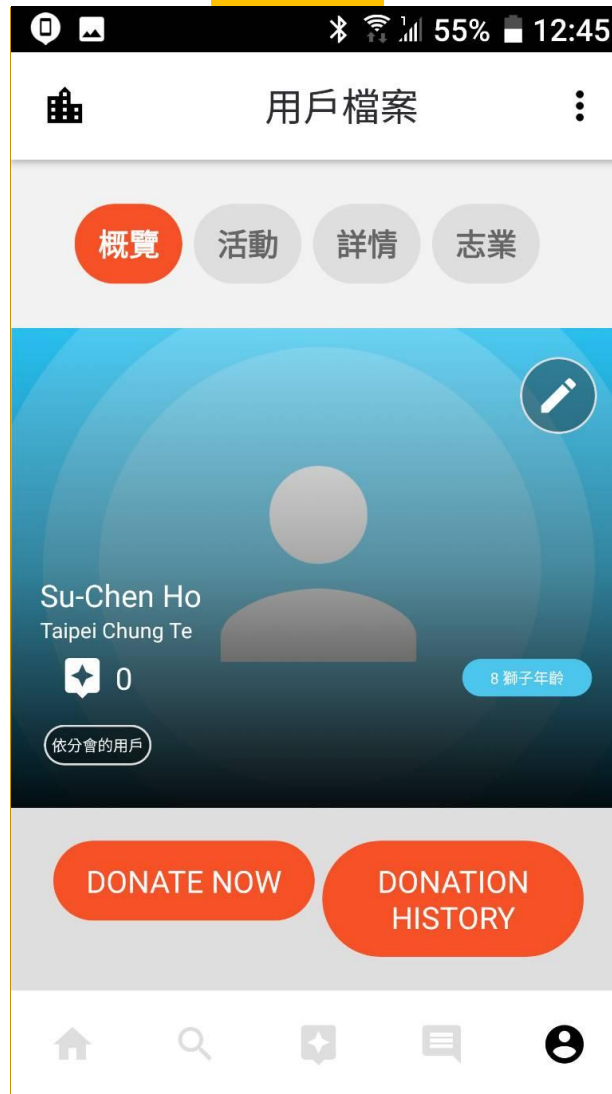 55% 12:45
用戶檔案
概覽 活動 詳情 志業
Su-Chen Ho
Taipei Chung Te
0
8 獅子年齡
依分會的用戶
DONATE NOW
DONATION
HISTORY